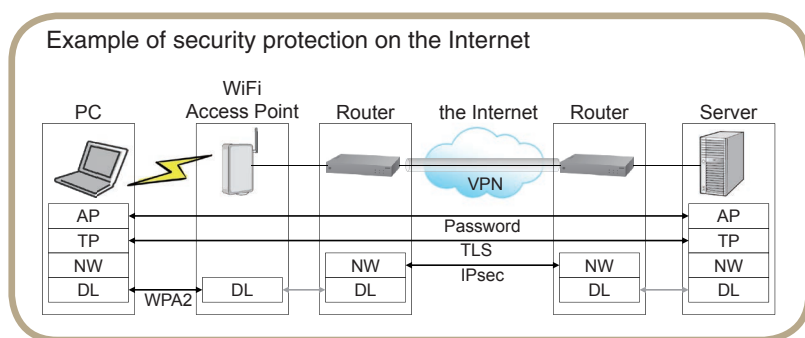 Example of security protection on the Internet
WiFi
PC Access Point Router the Internet Router Server
VPN
AP AP
Password
TP TP
TLS
NW NW NW NW
IPsec
DL DL DL DL DL
WPA2